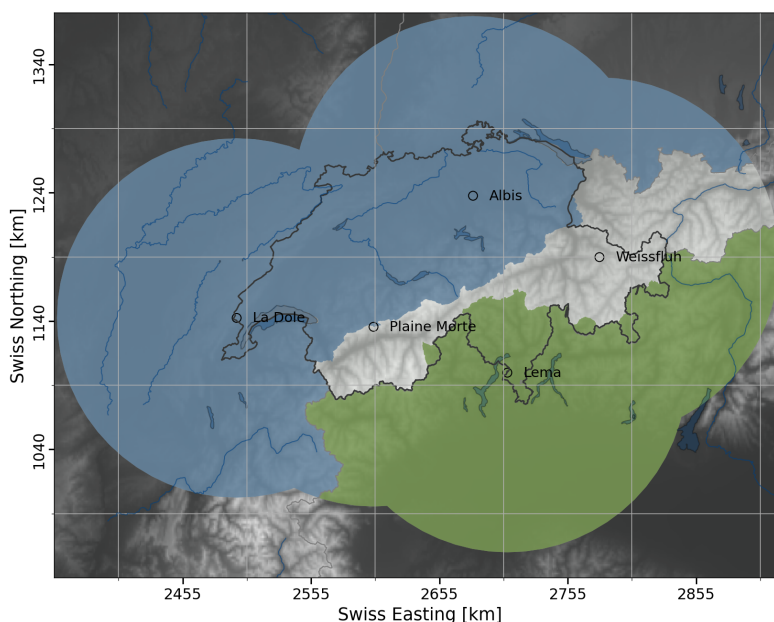 1340
1240
1140
1040
Swiss Northing [km]
Albis
Weissfluh
La Dole
Plaine Morte
Lema
2455
2555
2655
2755
2855
Swiss Easting [km]